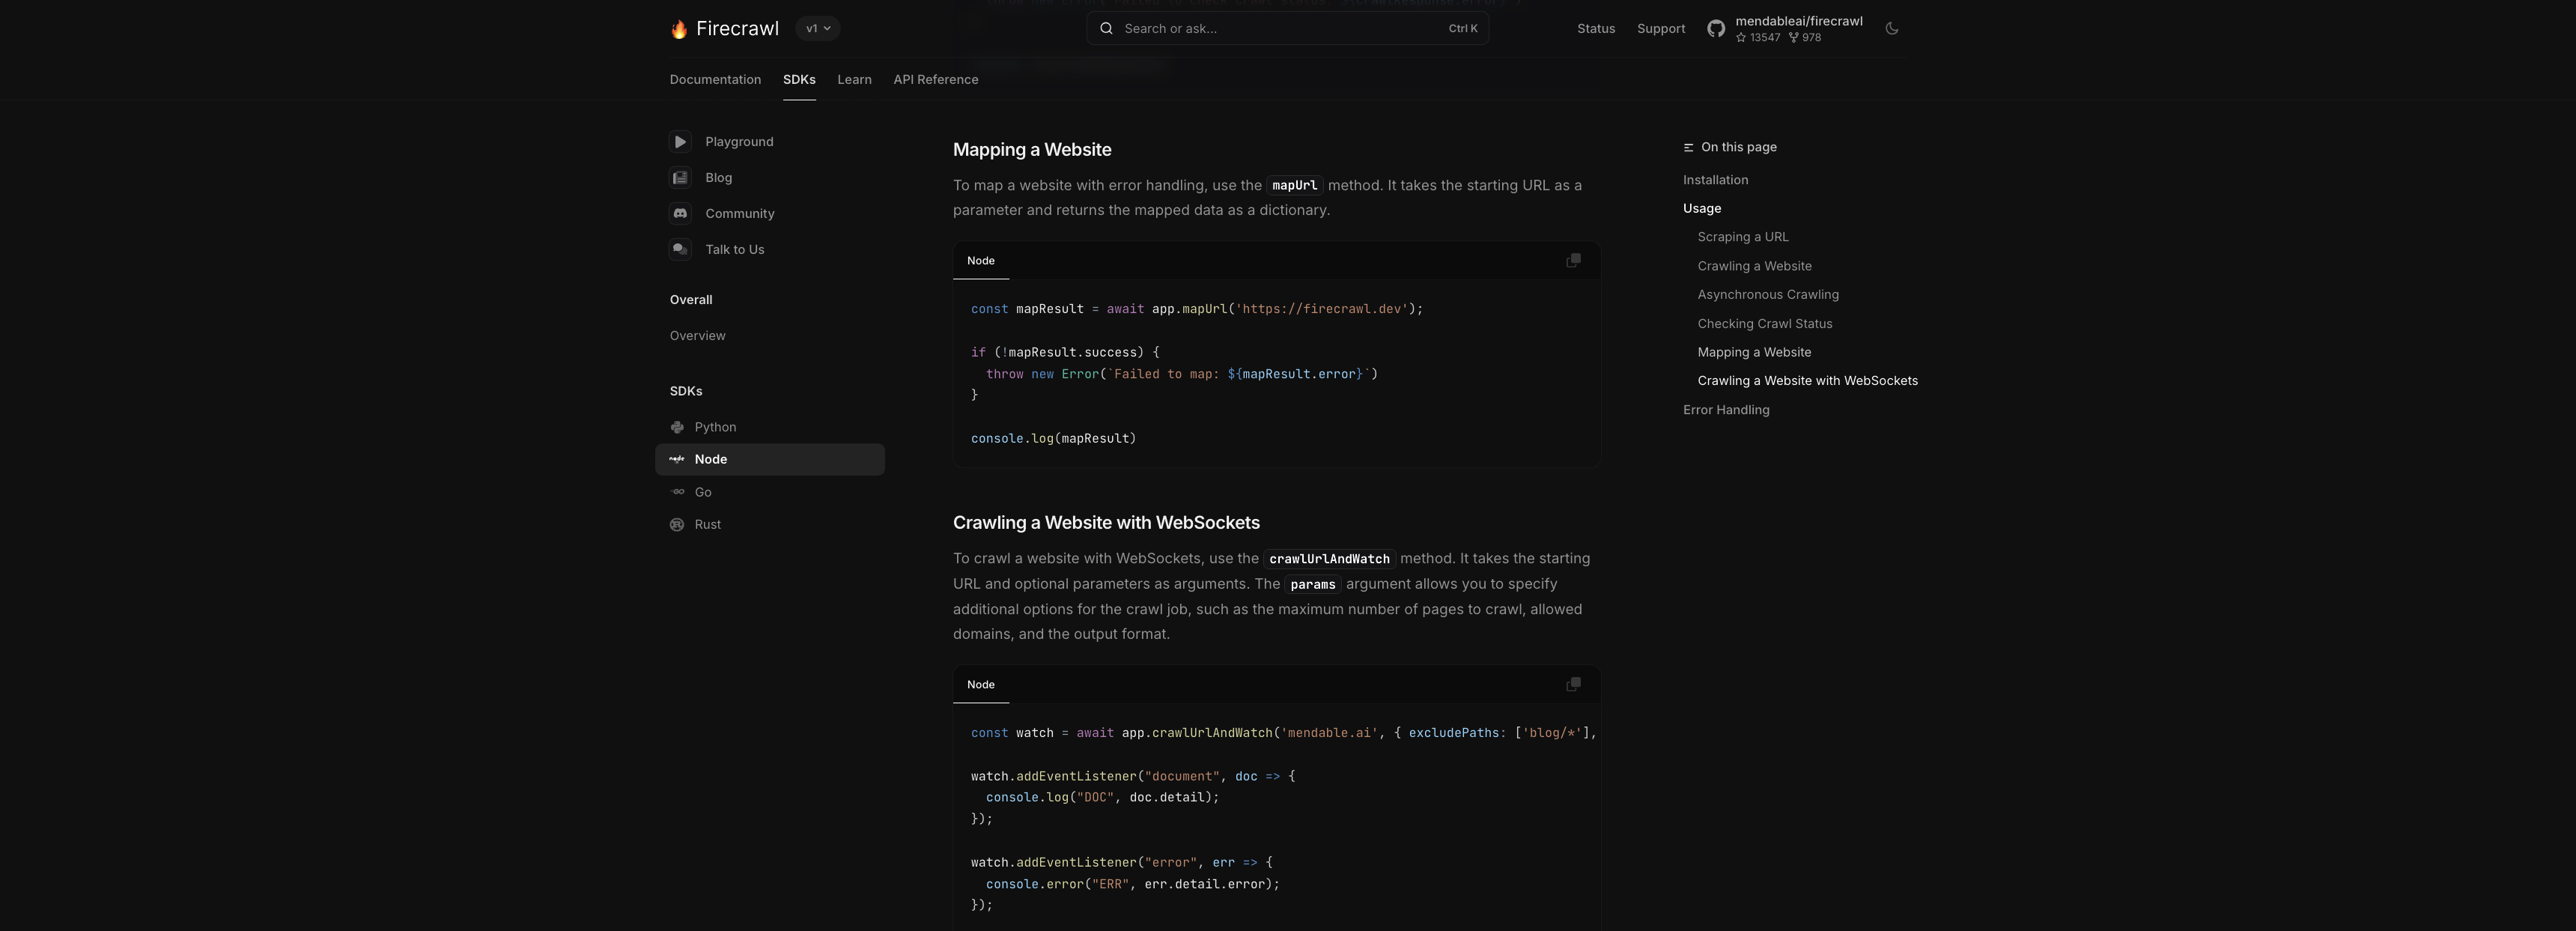 Firecrawl
v1
Search or ask...
Ctrl K
Status
Support
mendableai/firecrawl
13547 978
Documentation
SDKs
Learn
API Reference
Playground
Blog
Community
Talk to Us
Overall
Overview
SDKs
Python
Node
Go
Rust
Mapping a Website
To map a website with error handling, use the mapUrl method. It takes the starting URL as a
parameter and returns the mapped data as a dictionary.
Node
const mapResult = await app.mapUrl('https://firecrawl.dev');
if (!mapResult.success) {
  throw new Error(`Failed to map: ${mapResult.error}`)
}
console.log(mapResult)
Crawling a Website with WebSockets
To crawl a website with WebSockets, use the crawlUrlAndWatch method. It takes the starting
URL and optional parameters as arguments. The params argument allows you to specify
additional options for the crawl job, such as the maximum number of pages to crawl, allowed
domains, and the output format.
Node
const watch = await app.crawlUrlAndWatch('mendable.ai', { excludePaths: ['blog/*'],
watch.addEventListener("document", doc => {
  console.log("DOC", doc.detail);
});
watch.addEventListener("error", err => {
  console.error("ERR", err.detail.error);
});
On this page
Installation
Usage
Scraping a URL
Crawling a Website
Asynchronous Crawling
Checking Crawl Status
Mapping a Website
Crawling a Website with WebSockets
Error Handling